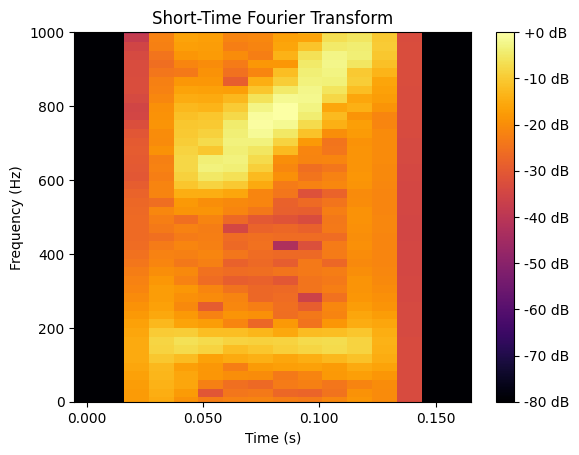 Short-Time Fourier Transform
1000
800
600
400
200
0
Frequency (Hz)
0.000
0.050
0.100
0.150
Time (s)
+0 dB
-10 dB
-20 dB
-30 dB
-40 dB
-50 dB
-60 dB
-70 dB
-80 dB